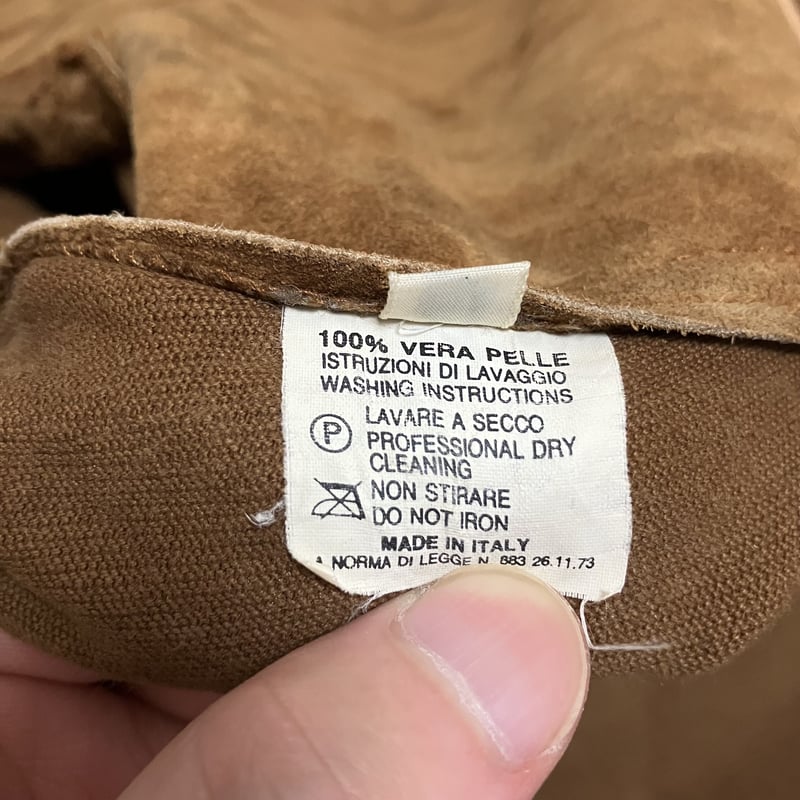 100% VERA PELLE
ISTRUZIONI DI LAVAGGIO
WASHING INSTRUCTIONS
P
LAVARE A SECCO
PROFESSIONAL DRY
CLEANING
NON STIRARE
DO NOT IRON
MADE IN ITALY
A NORMA DI LEGGE N. 883 26.11.73